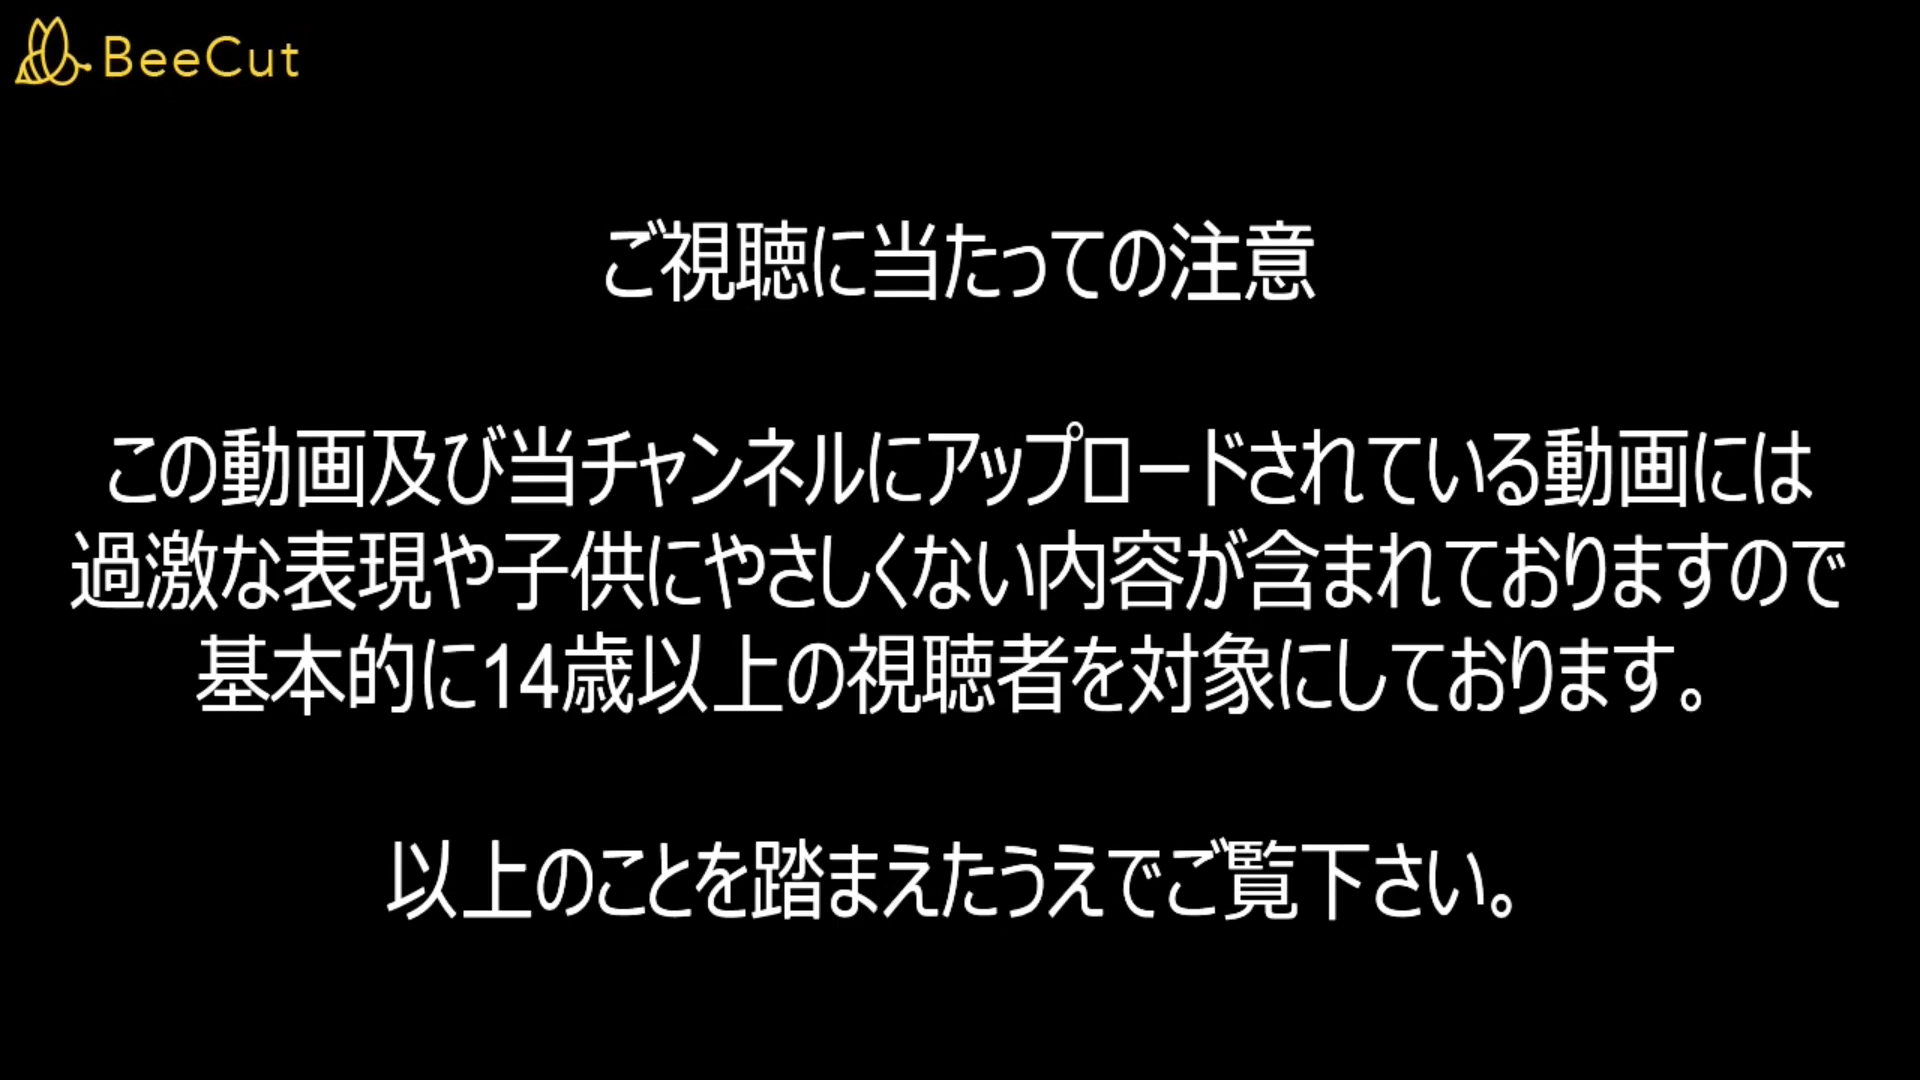 BeeCut
ご視聴に当たっての注意
この動画及び当チャンネルにアップロードされている動画には
過激な表現や子供にやさしくない内容が含まれておりますので
基本的に14歳以上の視聴者を対象にしております。
以上のことを踏まえたうえでご覧下さい。